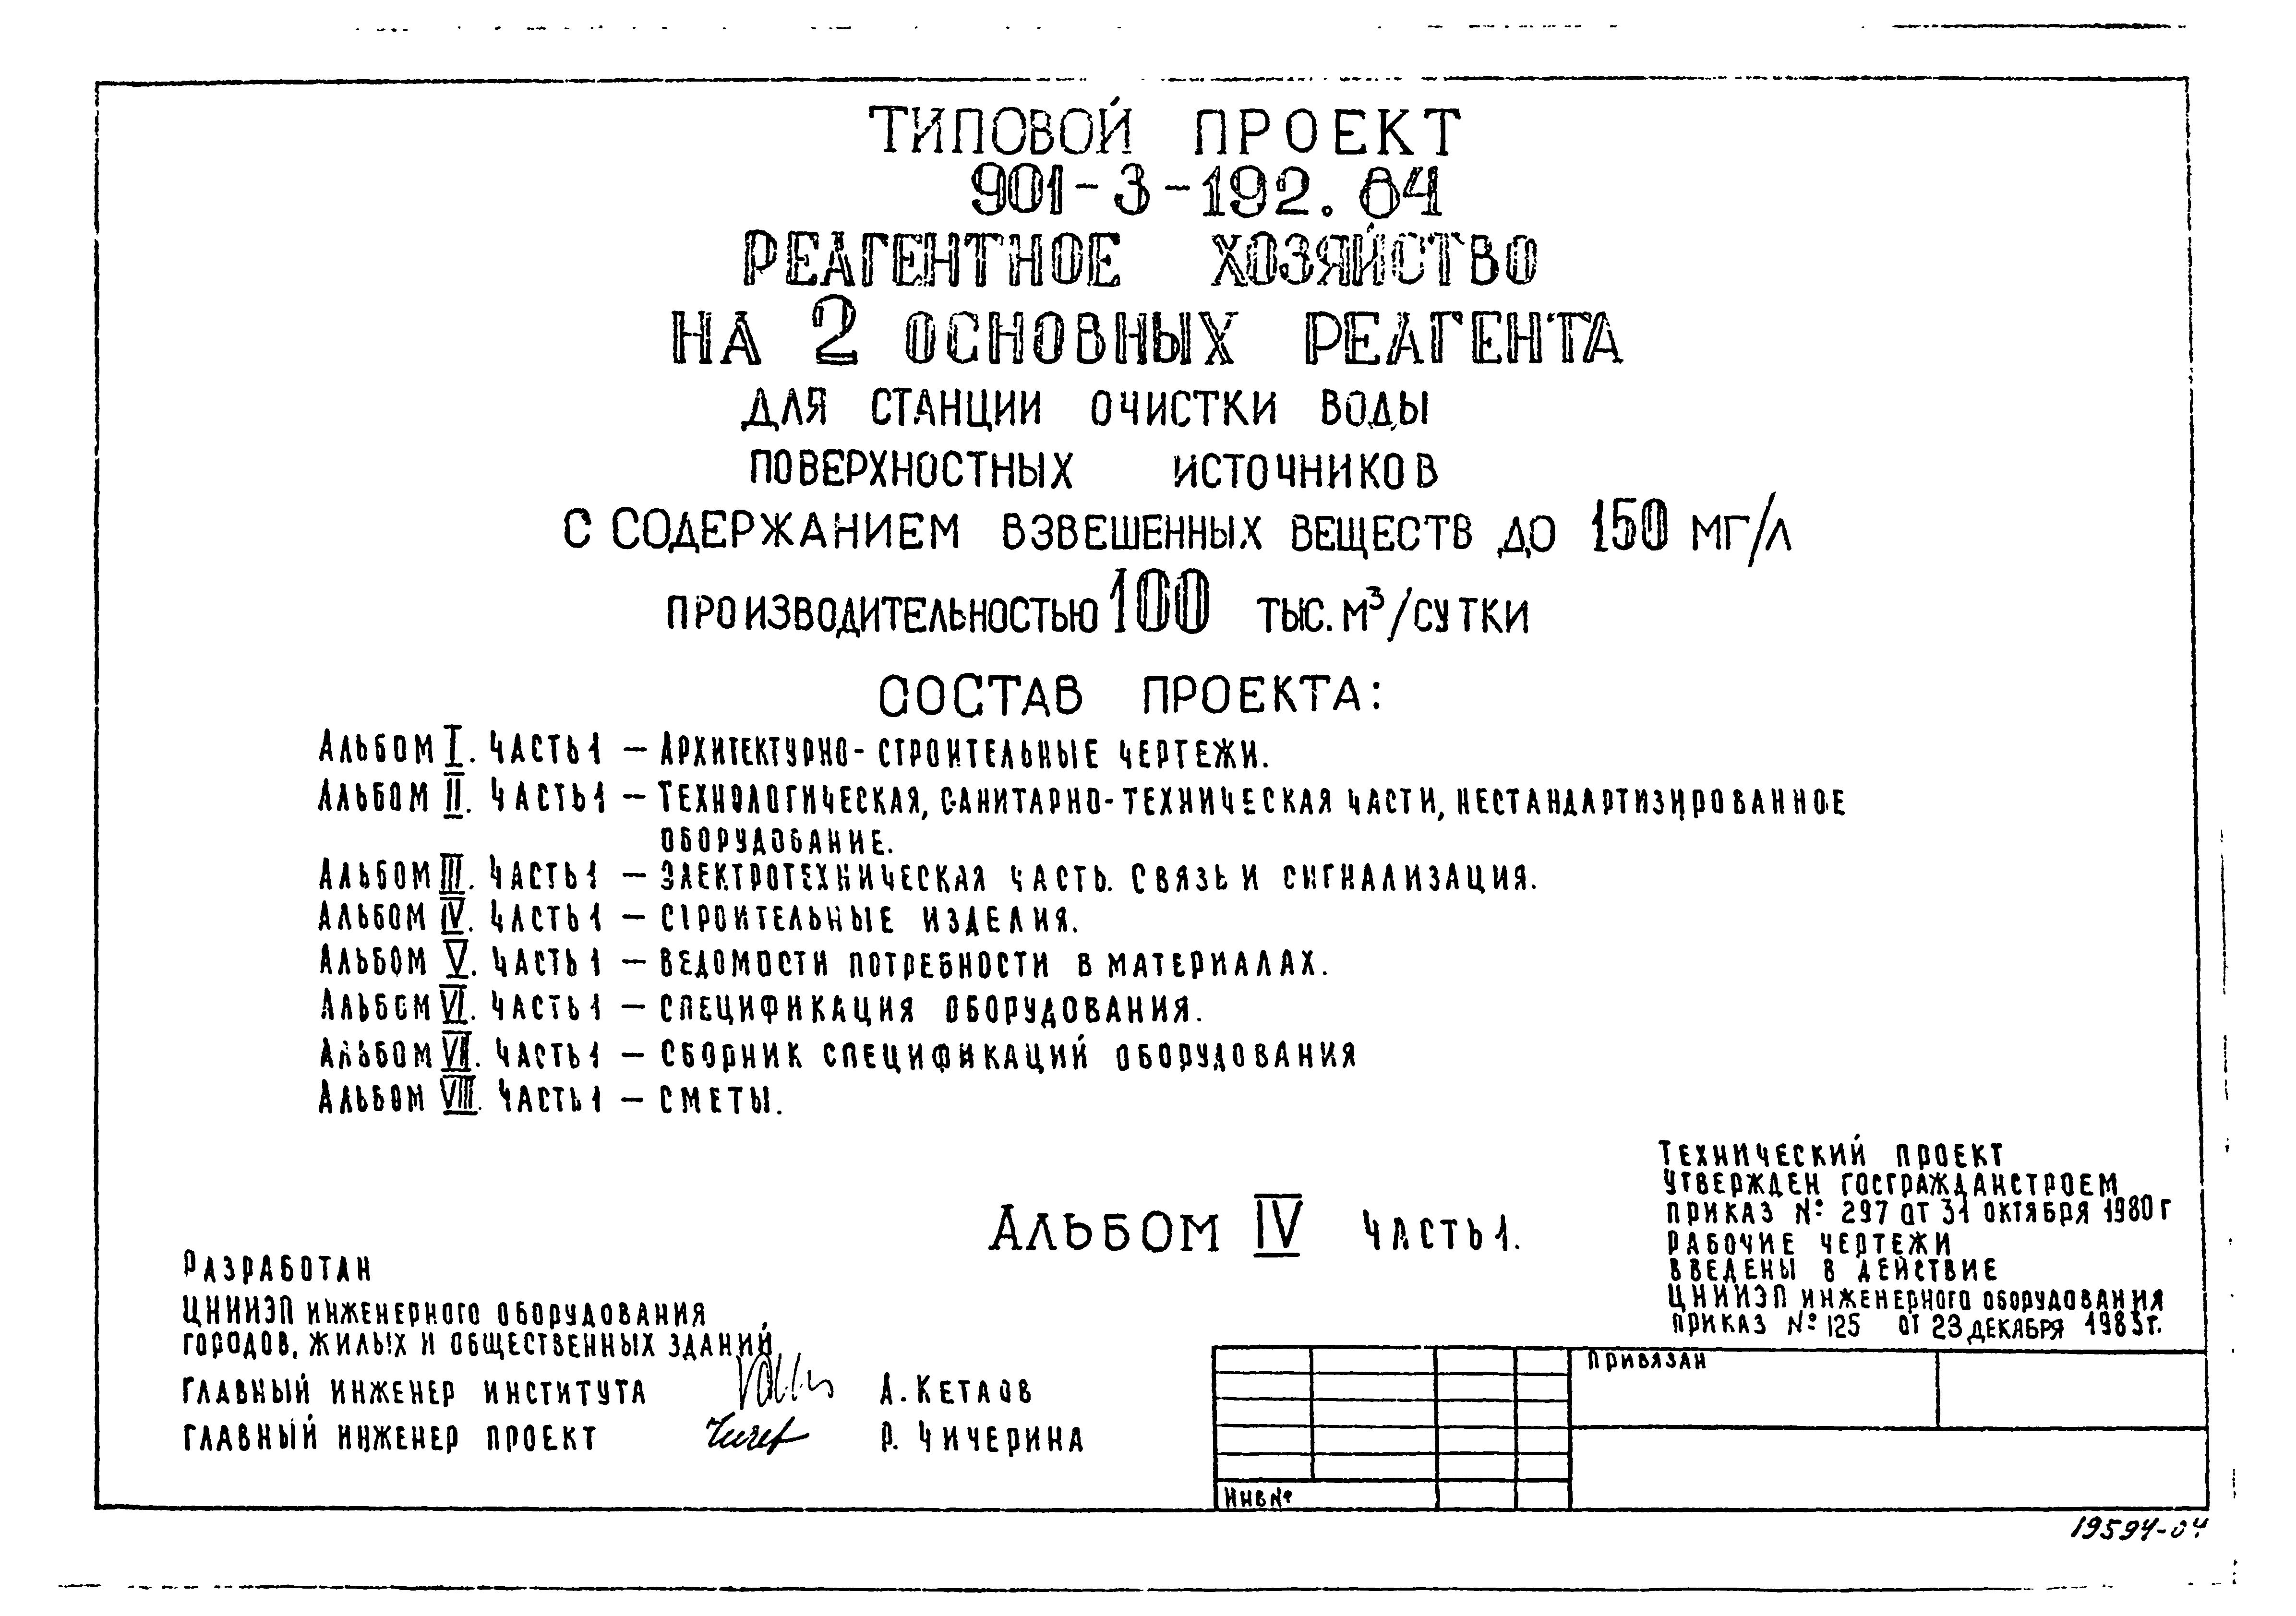 ТИПОВОЙ ПРОЕКТ
901-3-192.84
РЕАГЕНТНОЕ ХОЗЯЙСТВО
НА 2 ОСНОВНЫХ РЕАГЕНТА
ДЛЯ СТАНЦИИ ОЧИСТКИ ВОДЫ
ПОВЕРХНОСТНЫХ ИСТОЧНИКОВ
С СОДЕРЖАНИЕМ ВЗВЕШЕННЫХ ВЕЩЕСТВ ДО 150 МГ/Л
ПРОИЗВОДИТЕЛЬНОСТЬЮ 100 ТЫС. М³/СУТКИ
СОСТАВ ПРОЕКТА:
АЛЬБОМ I. ЧАСТЬ 1 – АРХИТЕКТУРНО-СТРОИТЕЛЬНЫЕ ЧЕРТЕЖИ.
АЛЬБОМ II. ЧАСТЬ 1 – ТЕХНОЛОГИЧЕСКАЯ, САНИТАРНО-ТЕХНИЧЕСКАЯ ЧАСТИ, НЕСТАНДАРТИЗИРОВАННОЕ
ОБОРУДОВАНИЕ.
АЛЬБОМ III. ЧАСТЬ 1 – ЭЛЕКТРОТЕХНИЧЕСКАЯ ЧАСТЬ. СВЯЗЬ И СИГНАЛИЗАЦИЯ.
АЛЬБОМ IV. ЧАСТЬ 1 – СТРОИТЕЛЬНЫЕ ИЗДЕЛИЯ.
АЛЬБОМ V. ЧАСТЬ 1 – ВЕДОМОСТИ ПОТРЕБНОСТИ В МАТЕРИАЛАХ.
АЛЬБОМ VI. ЧАСТЬ 1 – СПЕЦИФИКАЦИЯ ОБОРУДОВАНИЯ.
АЛЬБОМ VII. ЧАСТЬ 1 – СБОРНИК СПЕЦИФИКАЦИЙ ОБОРУДОВАНИЯ
АЛЬБОМ VIII. ЧАСТЬ 1 – СМЕТЫ.
АЛЬБОМ IV ЧАСТЬ 1.
ТЕХНИЧЕСКИЙ ПРОЕКТ
УТВЕРЖДЕН ГОСГРАЖДАНСТРОЕМ
ПРИКАЗ № 297 ОТ 31 ОКТЯБРЯ 1980 Г
РАБОЧИЕ ЧЕРТЕЖИ
ВВЕДЕНЫ В ДЕЙСТВИЕ
ЦНИИЭП ИНЖЕНЕРНОГО ОБОРУДОВАНИЯ
ПРИКАЗ № 125 ОТ 23 ДЕКАБРЯ 1983 г.
РАЗРАБОТАН
ЦНИИЭП ИНЖЕНЕРНОГО ОБОРУДОВАНИЯ
ГОРОДОВ, ЖИЛЫХ И ОБЩЕСТВЕННЫХ ЗДАНИЙ
ГЛАВНЫЙ ИНЖЕНЕР ИНСТИТУТА А. КЕТАОВ
ГЛАВНЫЙ ИНЖЕНЕР ПРОЕКТ Р. ЧИЧЕРИНА
ПРИВЯЗАН
ИНВ №
19594-04